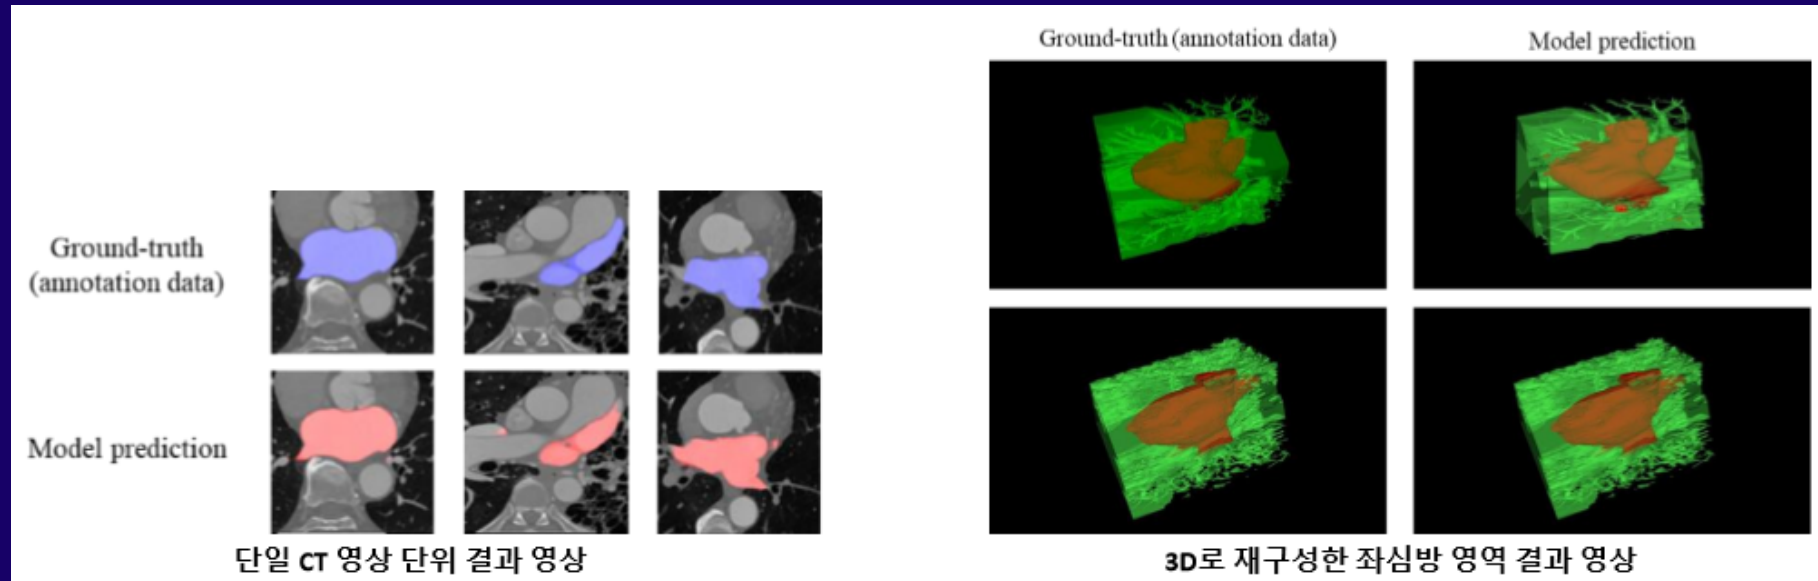 Ground-truth
(annotation data)
Model prediction
단일 CT 영상 단위 결과 영상
Ground-truth (annotation data)
Model prediction
3D로 재구성한 좌심방 영역 결과 영상